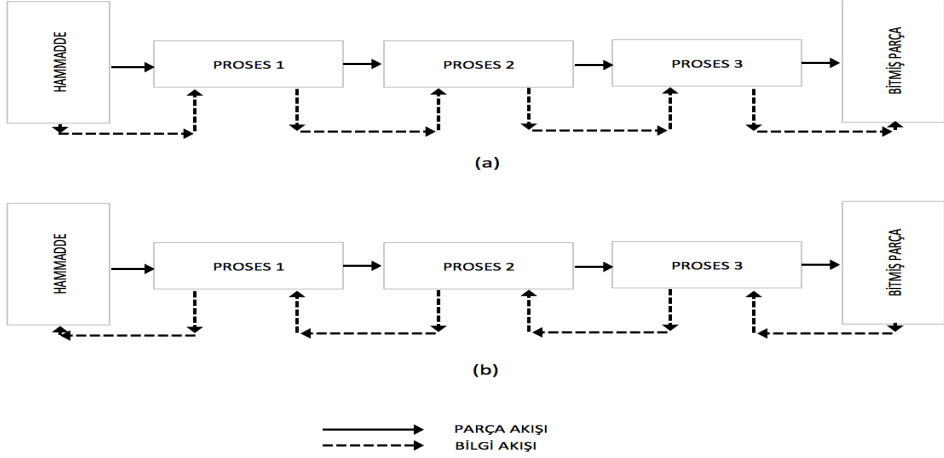 HAMMADDE
PROSES 1
PROSES 2
PROSES 3
BİTMİŞ PARÇA
(a)
HAMMADDE
PROSES 1
PROSES 2
PROSES 3
BİTMİŞ PARÇA
(b)
PARÇA AKIŞI
BİLGİ AKIŞI